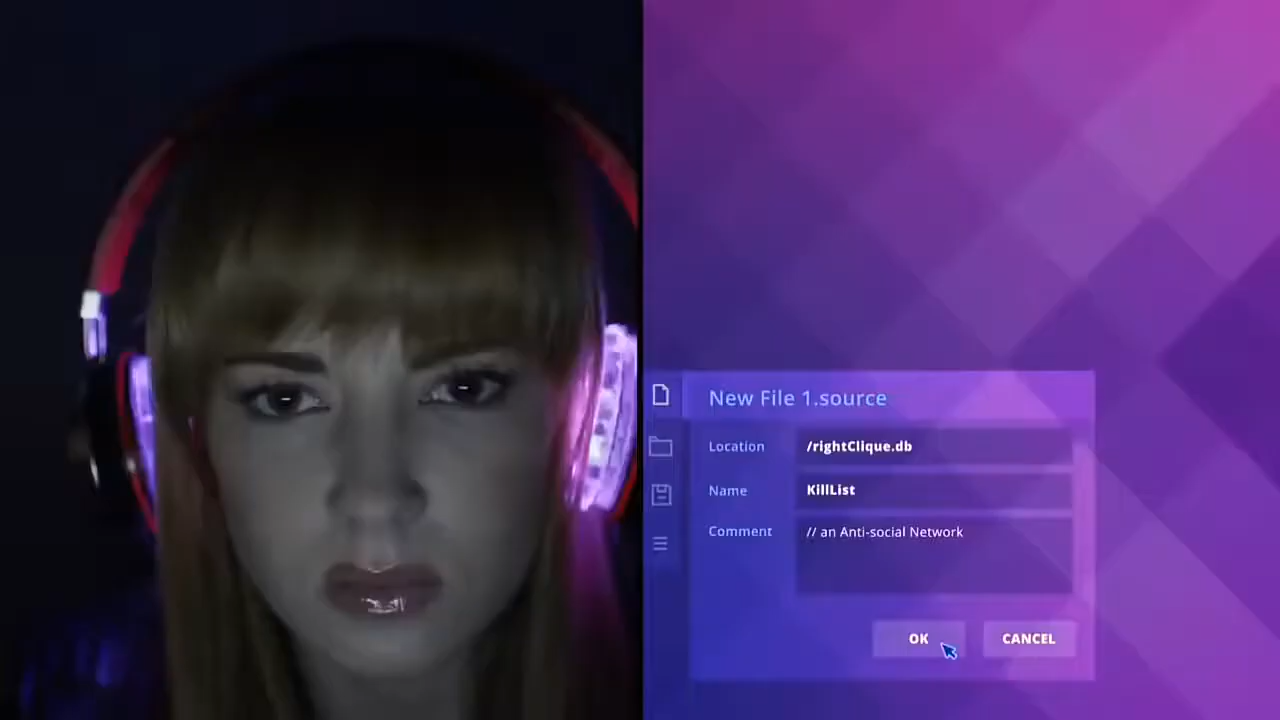 New File 1.source
Location /rightClique.db
Name KillList
Comment // an Anti-social Network
OK CANCEL